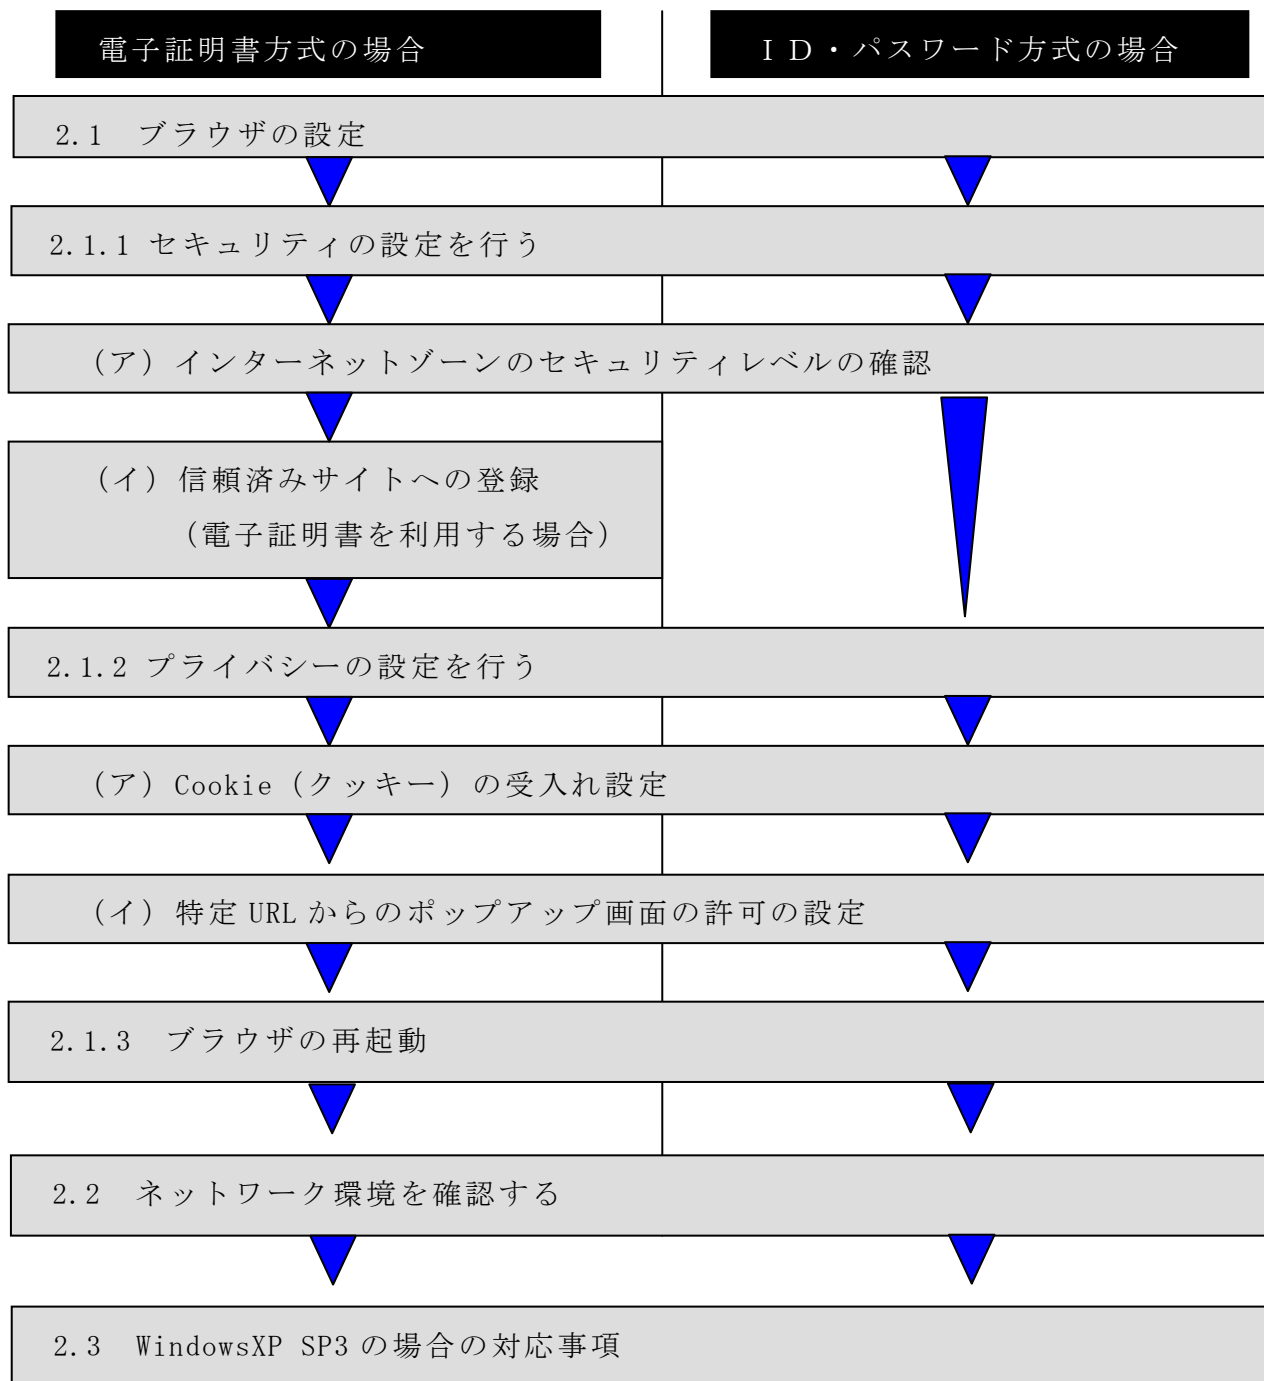 電子証明書方式の場合
ＩＤ・パスワード方式の場合
2.1　ブラウザの設定
2.1.1 セキュリティの設定を行う
（ア）インターネットゾーンのセキュリティレベルの確認
（イ）信頼済みサイトへの登録
（電子証明書を利用する場合）
2.1.2 プライバシーの設定を行う
（ア）Cookie（クッキー）の受入れ設定
（イ）特定 URL からのポップアップ画面の許可の設定
2.1.3　ブラウザの再起動
2.2　ネットワーク環境を確認する
2.3　WindowsXP SP3 の場合の対応事項